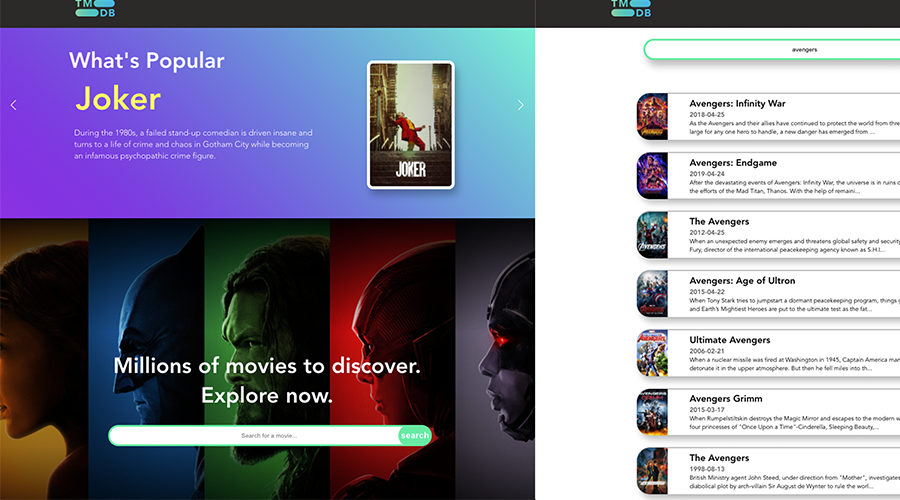 TM
DB
What's Popular
Joker
During the 1980s, a failed stand-up comedian is driven insane and
turns to a life of crime and chaos in Gotham City while becoming
an infamous psychopathic crime figure.
JOKER
Millions of movies to discover.
Explore now.
Search for a movie...
search
TM
DB
avengers
Avengers: Infinity War
2018-04-25
As the Avengers and their allies have continued to protect the world from thre
large for any one hero to handle, a new danger has emerged from ...
Avengers: Endgame
2019-04-24
After the devastating events of Avengers: Infinity War, the universe is in ruins d
the efforts of the Mad Titan, Thanos. With the help of remaini...
The Avengers
2012-04-25
When an unexpected enemy emerges and threatens global safety and security
Fury, director of the international peacekeeping agency known as S.H.I...
Avengers: Age of Ultron
2015-04-22
When Tony Stark tries to jumpstart a dormant peacekeeping program, things g
and Earth's Mightiest Heroes are put to the ultimate test as the fat...
Ultimate Avengers
2006-02-21
When a nuclear missile was fired at Washington in 1945, Captain America man
detonate it in the upper atmosphere. But then he fell miles into th...
Avengers Grimm
2015-03-17
When Rumpelstiltskin destroys the Magic Mirror and escapes to the modern w
four princesses of "Once Upon a Time"-Cinderella, Sleeping Beauty,...
The Avengers
1998-08-13
British Ministry agent John Steed, under direction from "Mother", investigates
diabolical plot by arch-villain Sir August de Wynter to rule the worl...